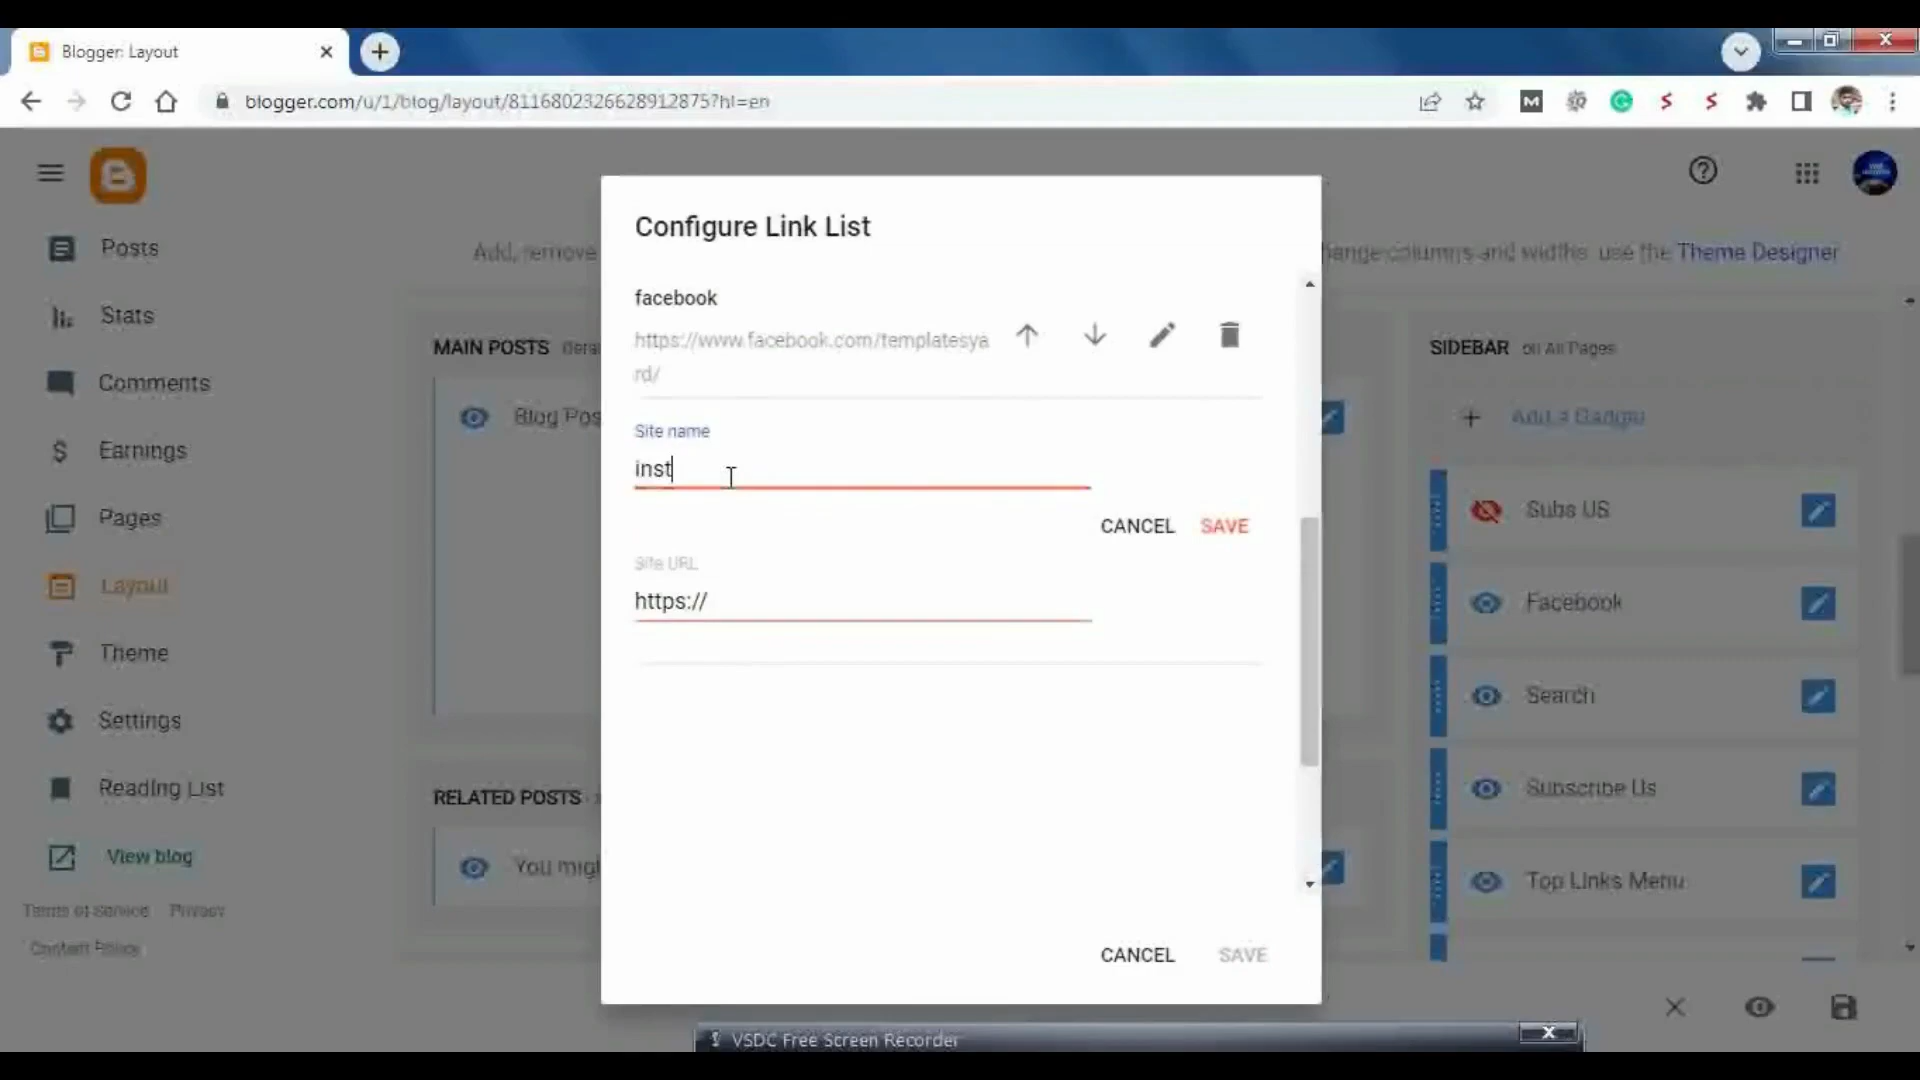 Blogger: Layout
blogger.com/u/1/blog/layout/8116802326628912875?hl=en
Posts
Stats
Comments
Earnings
Pages
Layout
Theme
Settings
Reading List
View blog
Terms of Service Privacy
Content Policy
Add, remove
hange columns and widths, use the Theme Designer
MAIN POSTS
Blog Pos
RELATED POSTS
You migh
Configure Link List
facebook
https://www.facebook.com/templatesya
rd/
Site name
inst
CANCEL SAVE
Site URL
https://
CANCEL SAVE
SIDEBAR on All Pages
Add a Gadget
Subs US
Facebook
Search
Subscribe Us
Top Links Menu
VSDC Free Screen Recorder